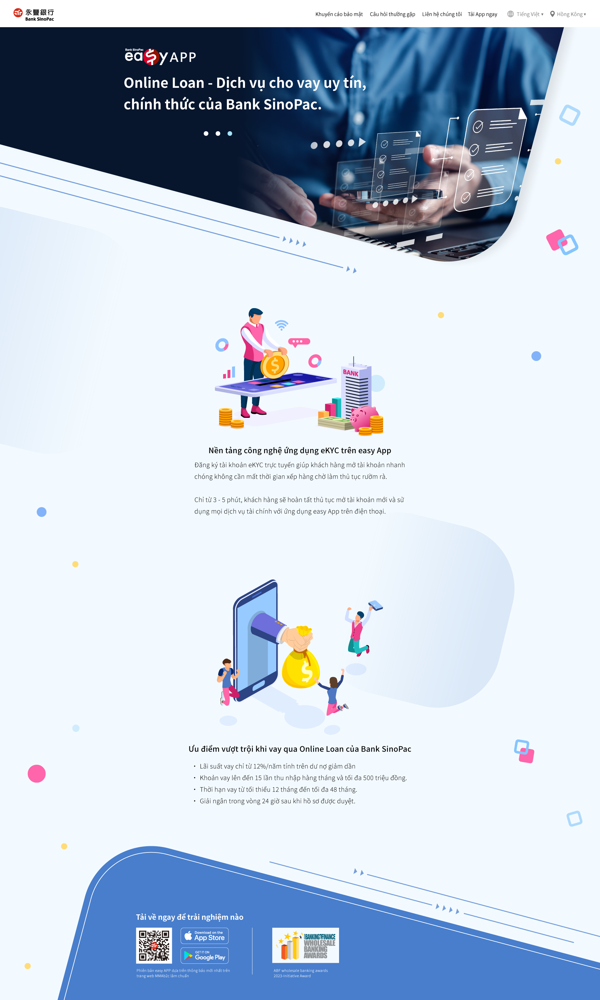 永豐銀行
Bank SinoPac
Khuyến cáo bảo mật
Câu hỏi thường gặp
Liên hệ chúng tôi
Tải App ngay
Tiếng Việt ▾
Hồng Kông ▾
Bank SinoPac
easy APP
Online Loan - Dịch vụ cho vay uy tín,
chính thức của Bank SinoPac.
BANK
Nền tảng công nghệ ứng dụng eKYC trên easy App
Đăng ký tài khoản eKYC trực tuyến giúp khách hàng mở tài khoản nhanh
chóng không cần mất thời gian xếp hàng chờ làm thủ tục rườm rà.
Chỉ từ 3 - 5 phút, khách hàng sẽ hoàn tất thủ tục mở tài khoản mới và sử
dụng mọi dịch vụ tài chính với ứng dụng easy App trên điện thoại.
Ưu điểm vượt trội khi vay qua Online Loan của Bank SinoPac
・ Lãi suất vay chỉ từ 12%/năm tính trên dư nợ giảm dần
・ Khoản vay lên đến 15 lần thu nhập hàng tháng và tối đa 500 triệu đồng.
・ Thời hạn vay từ tối thiểu 12 tháng đến tối đa 48 tháng.
・ Giải ngân trong vòng 24 giờ sau khi hồ sơ được duyệt.
Tải về ngay để trải nghiệm nào
Download on the
App Store
GET IT ON
Google Play
BANKING & FINANCE
WHOLESALE
BANKING
AWARDS
Phiên bản easy APP dựa trên thông báo mới nhất trên
trang web MMAb2c làm chuẩn
ABF wholesale banking awards
2023-Initiative Award